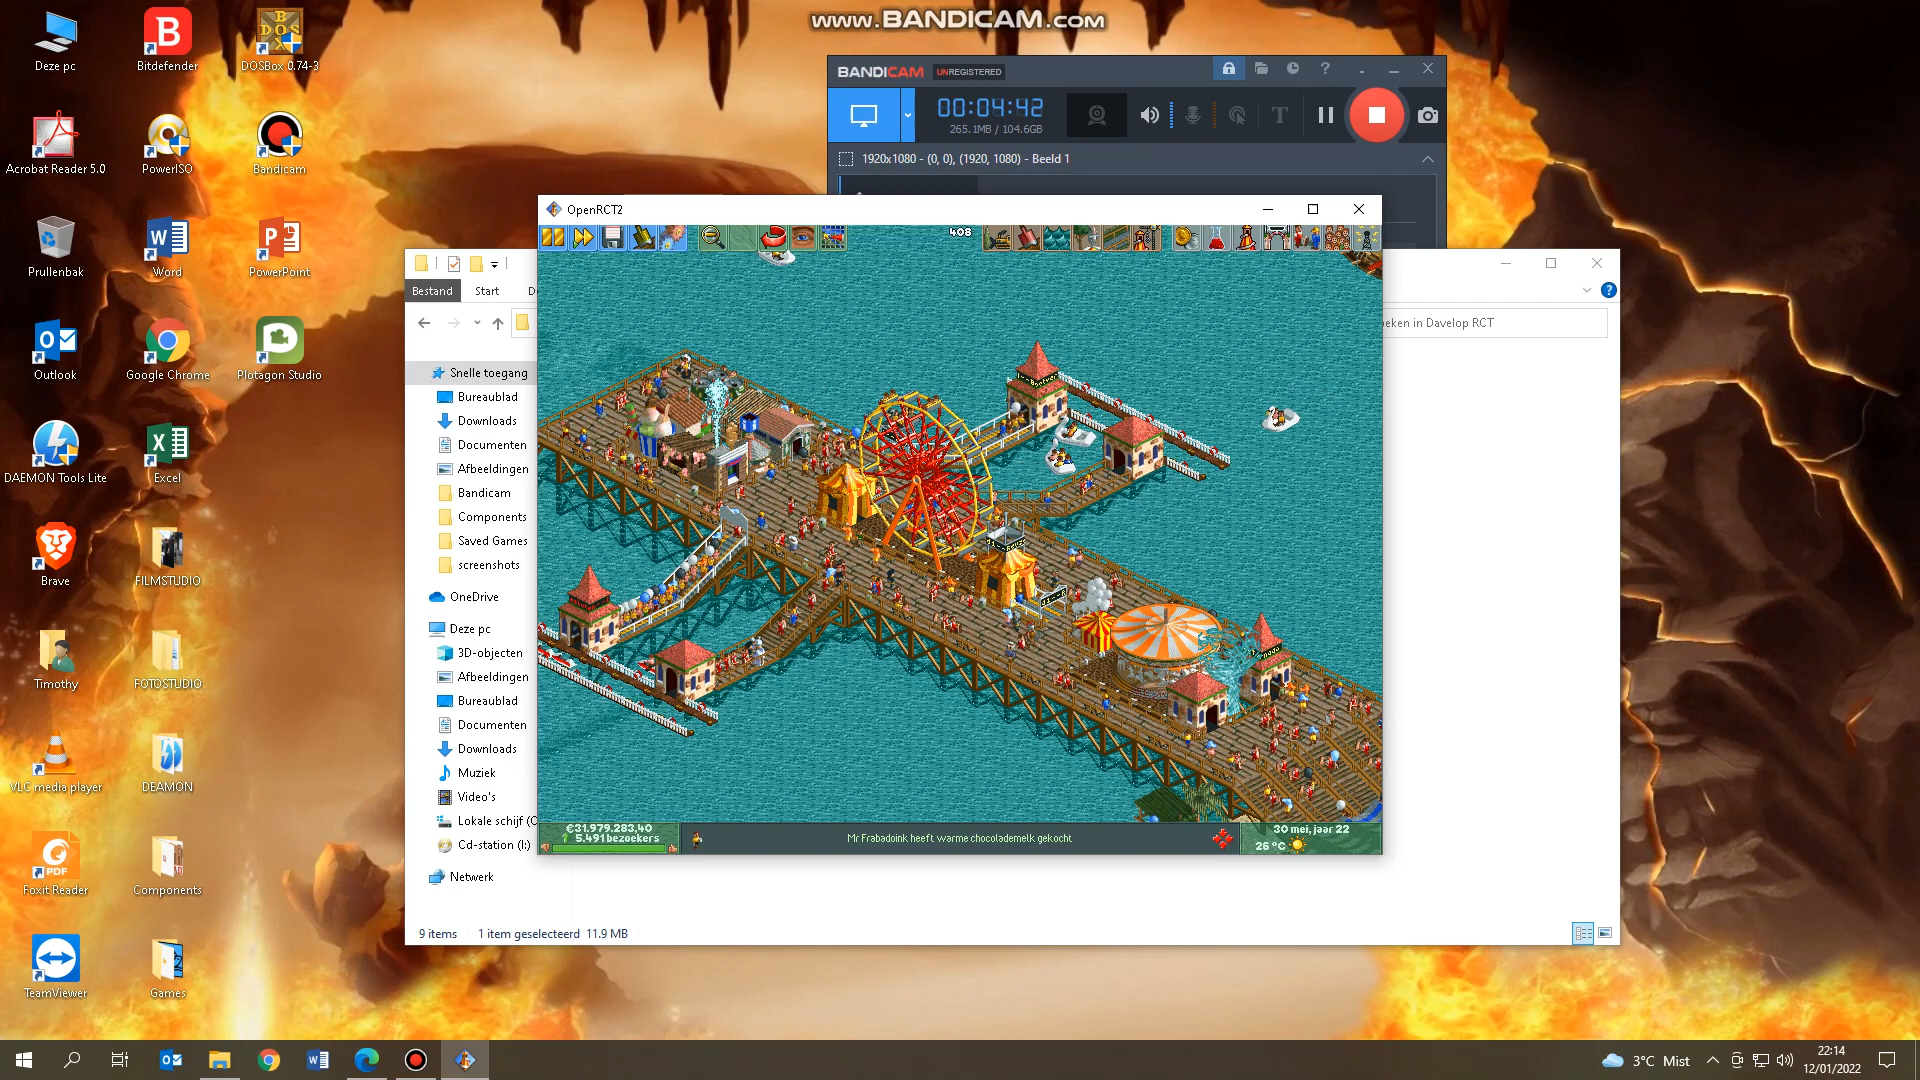 www.BANDICAM.com
Deze pc
Bitdefender
DOSBox 0.74-3
Acrobat Reader 5.0
PowerISO
Bandicam
Prullenbak
Word
PowerPoint
Outlook
Google Chrome
Plotagon Studio
DAEMON Tools Lite
Excel
Brave
FILMSTUDIO
Timothy
FOTOSTUDIO
VLC media player
DEAMON
Foxit Reader
Components
TeamViewer
Games
BANDICAM UNREGISTERED
00:04:42
265.1MB / 104.6GB
1920x1080 - (0, 0), (1920, 1080) - Beeld 1
OpenRCT2
408
Bestand
Start
eken in Davelop RCT
Snelle toegang
Bureaublad
Downloads
Documenten
Afbeeldingen
Bandicam
Components
Saved Games
screenshots
OneDrive
Deze pc
3D-objecten
Afbeeldingen
Bureaublad
Documenten
Downloads
Muziek
Video's
Lokale schijf (C
Cd-station (I:)
Netwerk
9 items
1 item geselecteerd 11.9 MB
€31.979.283,40
5.491 bezoekers
Mr Frabadoink heeft warme chocolademelk gekocht
30 mei, jaar 22
26 °C
3°C Mist
22:14
12/01/2022